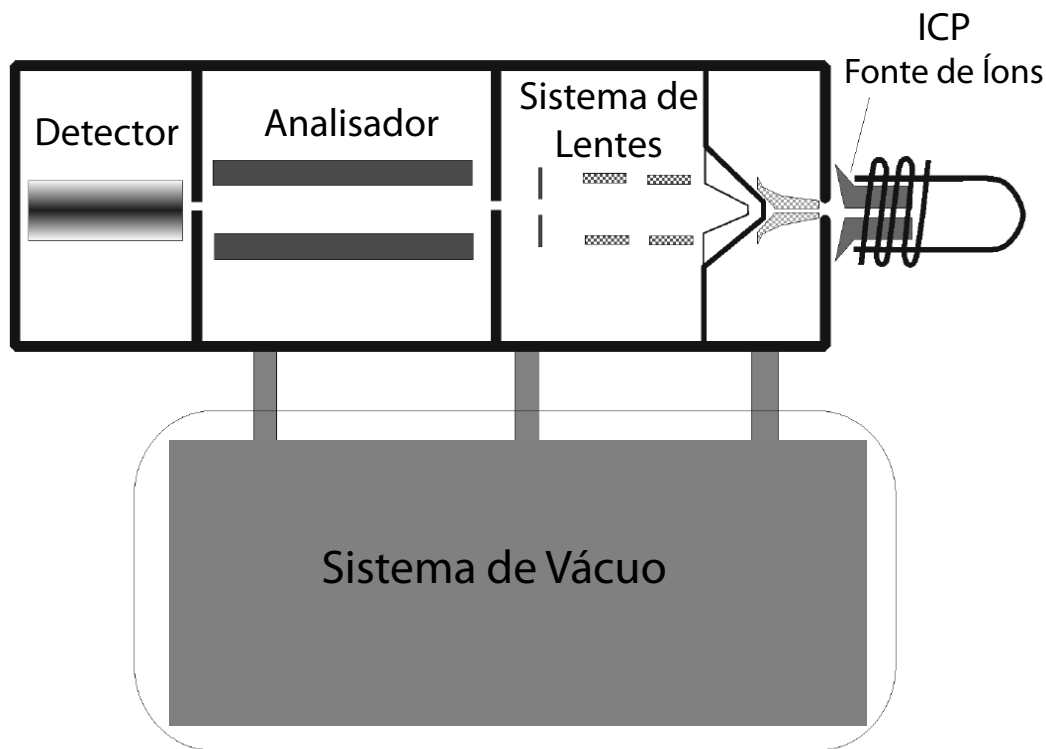 ICP
Fonte de Íons
Sistema de
Lentes
Analisador
Detector
Sistema de Vácuo